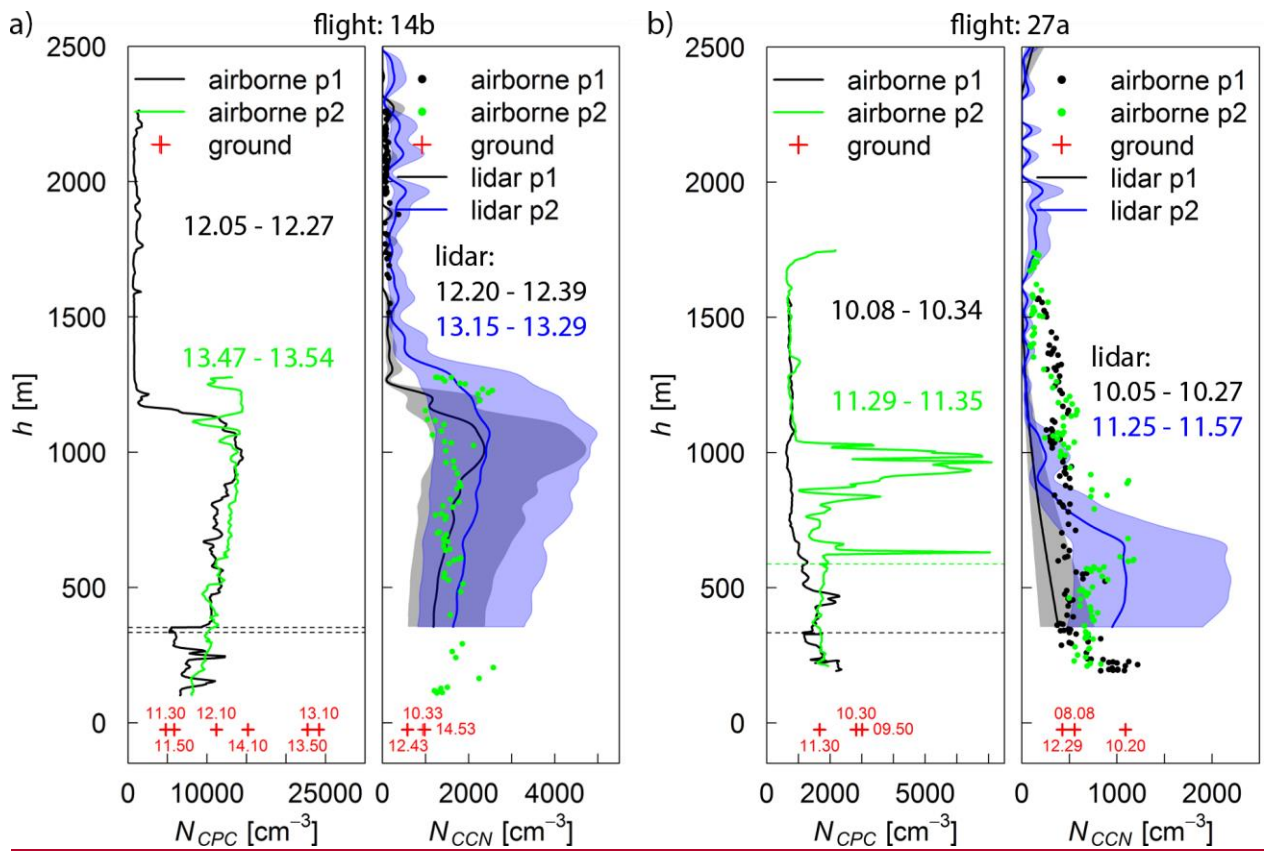 a)
flight: 14b
2500
2000
1500
1000
500
0
h [m]
airborne p1
airborne p2
ground
12.05 - 12.27
13.47 - 13.54
11.30
12.10
13.10
11.50
14.10
13.50
0
10000
25000
N_CPC [cm⁻³]
airborne p1
airborne p2
ground
lidar p1
lidar p2
lidar:
12.20 - 12.39
13.15 - 13.29
10.33
14.53
12.43
0
2000
4000
N_CCN [cm⁻³]
b)
flight: 27a
2500
2000
1500
1000
500
0
h [m]
airborne p1
airborne p2
ground
10.08 - 10.34
11.29 - 11.35
10.30
09.50
11.30
0
2000
5000
N_CPC [cm⁻³]
airborne p1
airborne p2
ground
lidar p1
lidar p2
lidar:
10.05 - 10.27
11.25 - 11.57
08.08
12.29
10.20
0
1000
2000
N_CCN [cm⁻³]